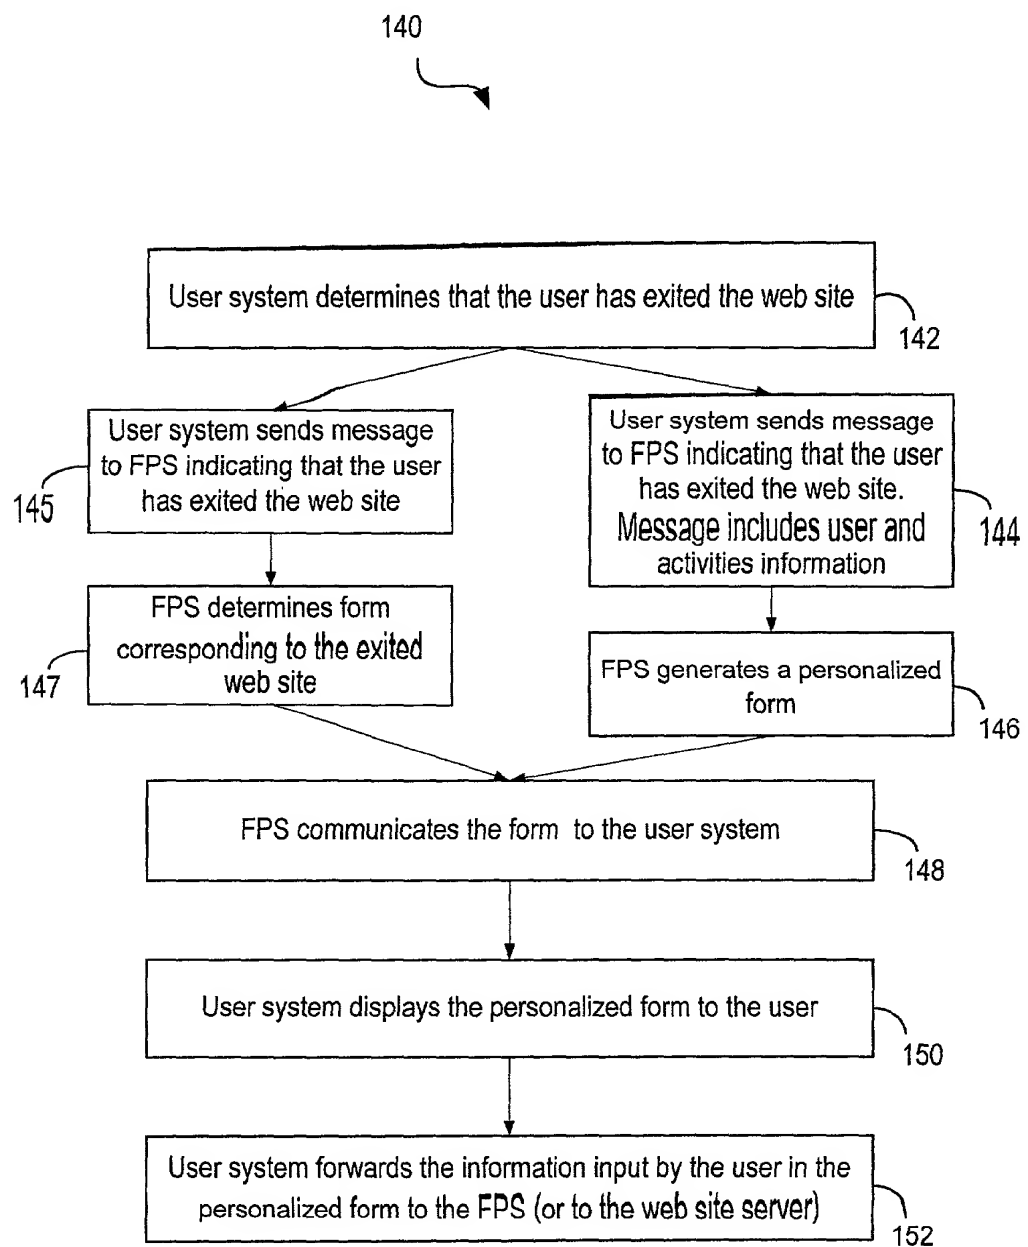 140
User system determines that the user has exited the web site
142
User system sends message
to FPS indicating that the user
has exited the web site
145
User system sends message
to FPS indicating that the user
has exited the web site.
Message includes user and
activities information
144
FPS determines form
corresponding to the exited
web site
147
FPS generates a personalized
form
146
FPS communicates the form to the user system
148
User system displays the personalized form to the user
150
User system forwards the information input by the user in the
personalized form to the FPS (or to the web site server)
152